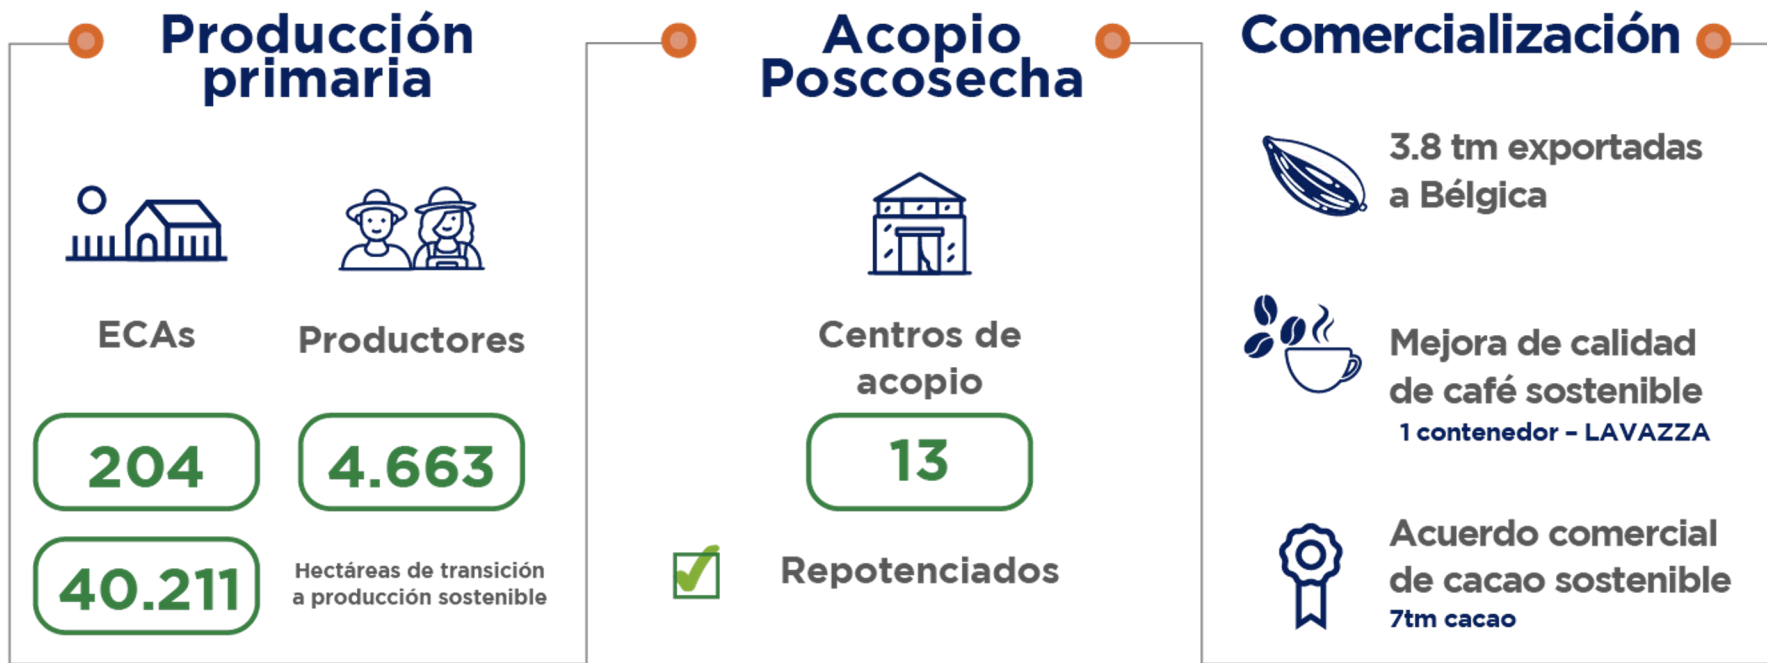 Producción
primaria
ECAs
Productores
204
4.663
40.211
Hectáreas de transición
a producción sostenible
Acopio
Poscosecha
Centros de
acopio
13
Repotenciados
Comercialización
3.8 tm exportadas
a Bélgica
Mejora de calidad
de café sostenible
1 contenedor – LAVAZZA
Acuerdo comercial
de cacao sostenible
7tm cacao